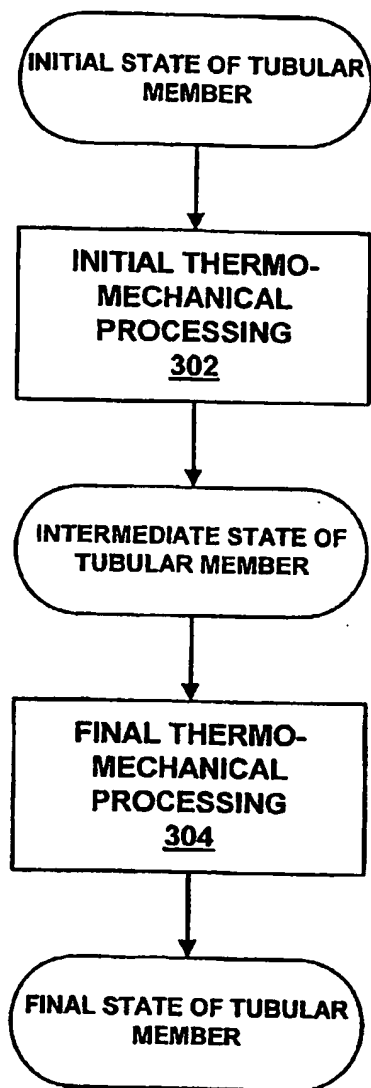 INITIAL STATE OF TUBULAR
MEMBER
INITIAL THERMO-
MECHANICAL
PROCESSING
302
INTERMEDIATE STATE OF
TUBULAR MEMBER
FINAL THERMO-
MECHANICAL
PROCESSING
304
FINAL STATE OF TUBULAR
MEMBER